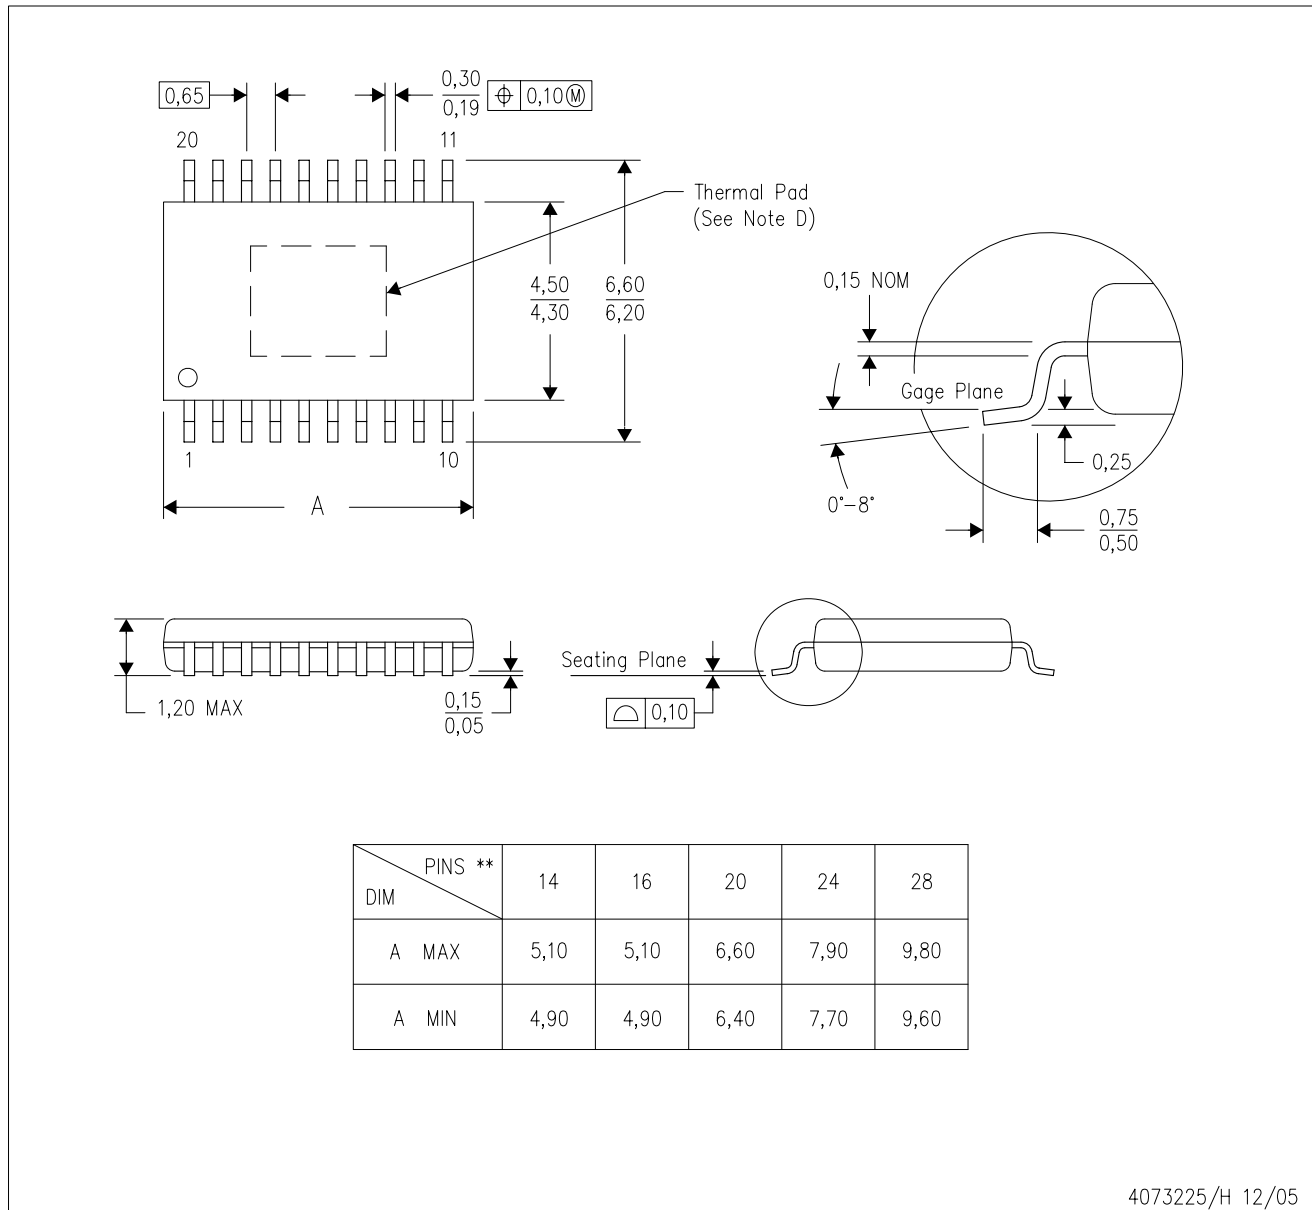 0,65
0,30
0,19
0,10 Ⓜ
20
11
Thermal Pad
(See Note D)
4,50
4,30
6,60
6,20
0,15 NOM
Gage Plane
0,25
0°–8°
0,75
0,50
1
10
A
Seating Plane
1,20 MAX
0,15
0,05
0,10
PINS ** 14 16 20 24 28
DIM
A MAX 5,10 5,10 6,60 7,90 9,80
A MIN 4,90 4,90 6,40 7,70 9,60
4073225/H 12/05